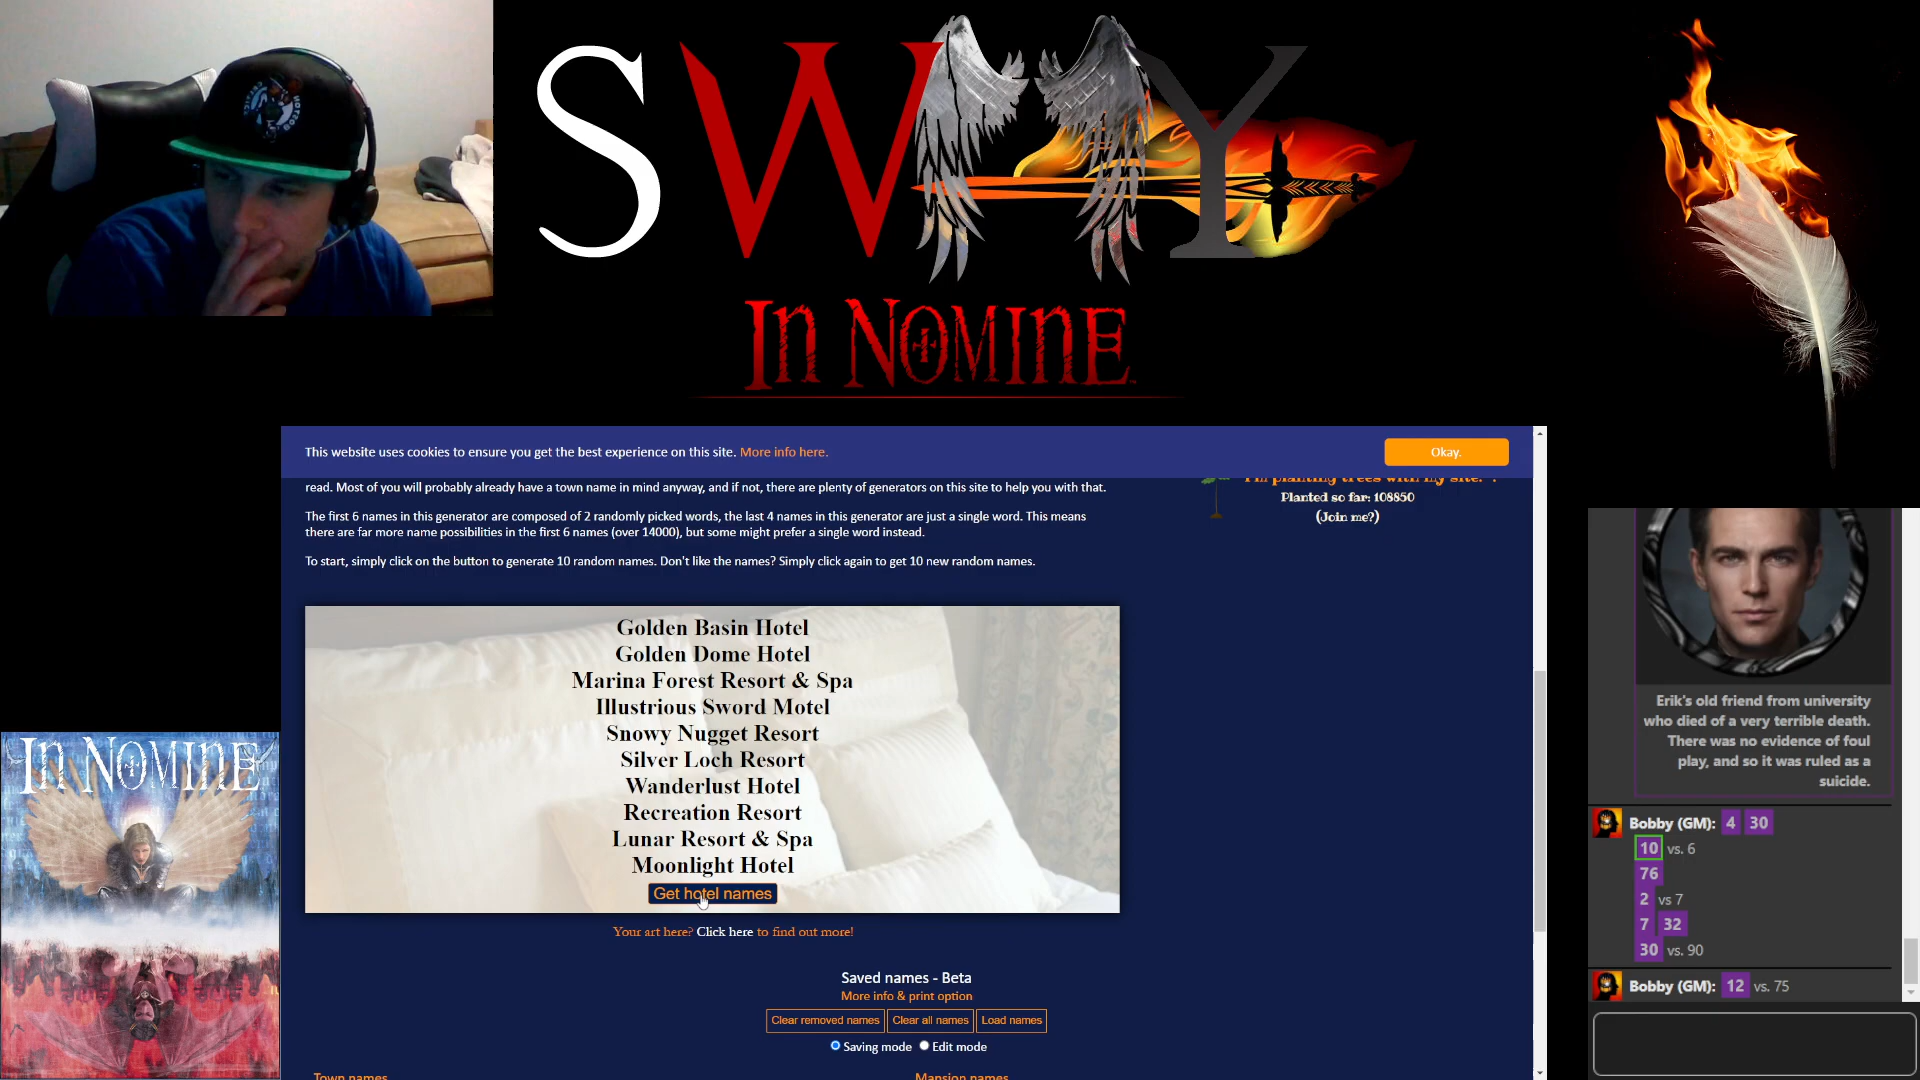 SWAY
IN NOMINE
This website uses cookies to ensure you get the best experience on this site. More info here.
Okay.
read. Most of you will probably already have a town name in mind anyway, and if not, there are plenty of generators on this site to help you with that.
I'm planting trees with my site.
Planted so far: 108850
(Join me?)
The first 6 names in this generator are composed of 2 randomly picked words, the last 4 names in this generator are just a single word. This means
there are far more name possibilities in the first 6 names (over 14000), but some might prefer a single word instead.
To start, simply click on the button to generate 10 random names. Don't like the names? Simply click again to get 10 new random names.
Golden Basin Hotel
Golden Dome Hotel
Marina Forest Resort & Spa
Illustrious Sword Motel
Snowy Nugget Resort
Silver Loch Resort
Wanderlust Hotel
Recreation Resort
Lunar Resort & Spa
Moonlight Hotel
Get hotel names
Your art here? Click here to find out more!
Saved names - Beta
More info & print option
Clear removed names Clear all names Load names
Saving mode Edit mode
Town names
Mansion names
IN NOMINE
Erik's old friend from university
who died of a very terrible death.
There was no evidence of foul
play, and so it was ruled as a
suicide.
Bobby (GM): 4 30
10 vs. 6
76
2 vs 7
7 32
30 vs. 90
Bobby (GM): 12 vs. 75